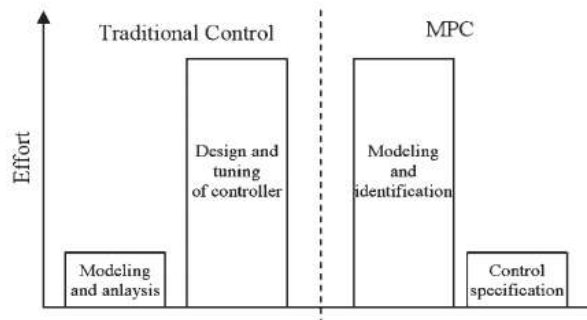 Traditional Control
MPC
Effort
Modeling
and anlaysis
Design and
tuning
of controller
Modeling
and
identification
Control
specification